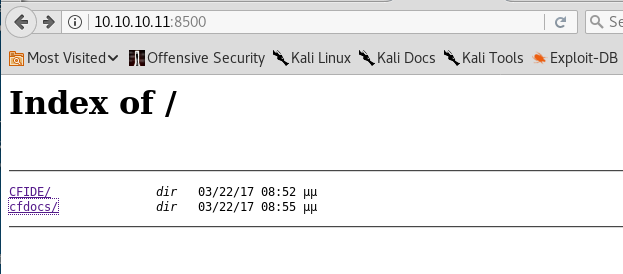 10.10.10.11:8500
Se
Most Visited
Offensive Security
Kali Linux
Kali Docs
Kali Tools
Exploit-DB
Index of /
CFIDE/ dir 03/22/17 08:52 μμ
cfdocs/ dir 03/22/17 08:55 μμ